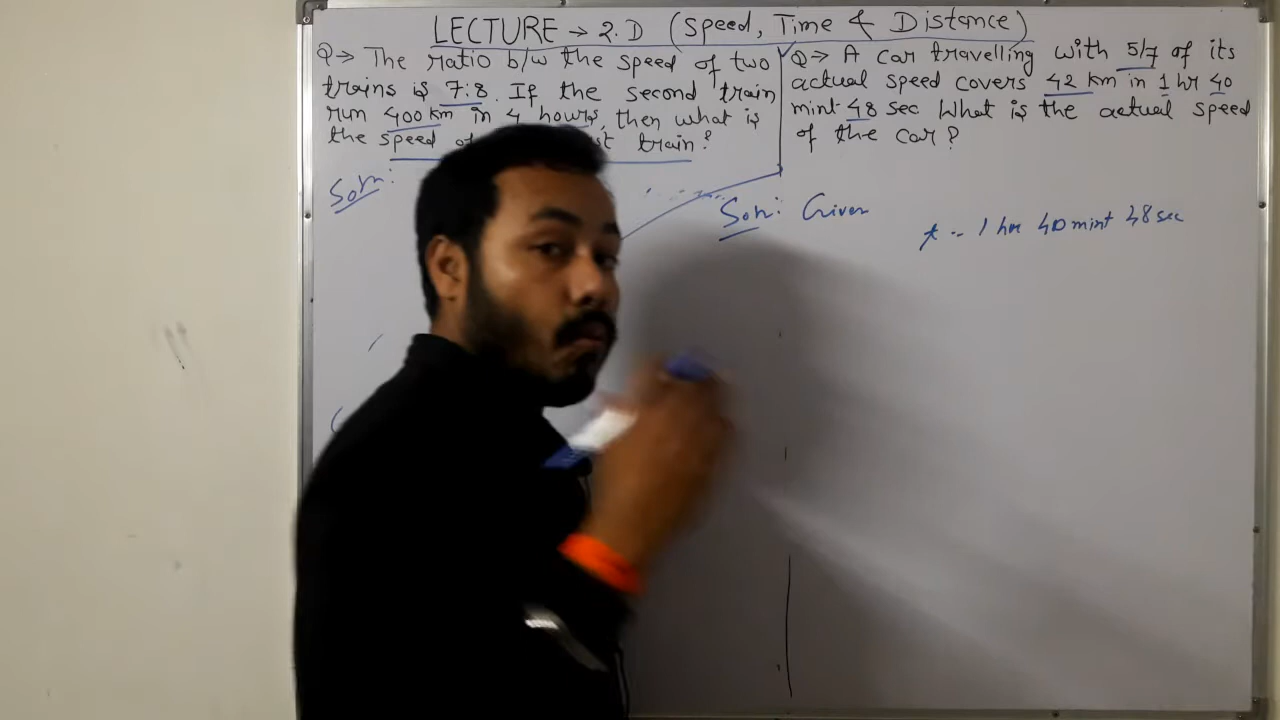 LECTURE → 2.D (Speed, Time & Distance)
Q→ The ratio b/w the speed of two
trains is 7:8. If the second train
run 400 km in 4 hours, then what is
the speed of train?
Soln:
Q→ A car travelling with 5/7 of its
actual speed covers 42 km in 1 hr 40
mint 48 sec What is the actual speed
of the car?
Soln: Given
t -- 1 hr 40 mint 48 sec